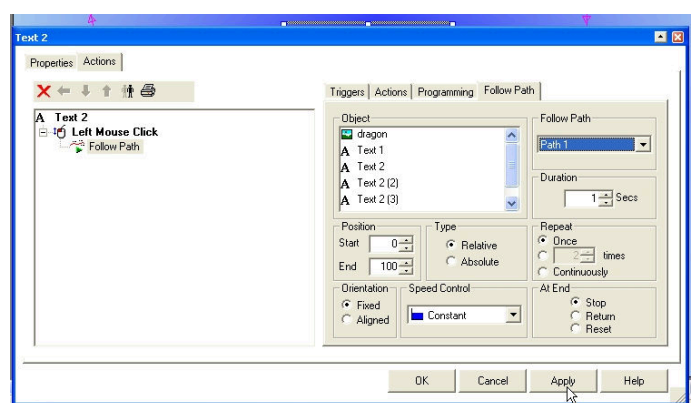 Text 2
Properties Actions
Triggers Actions Programming Follow Path
A Text 2
Left Mouse Click
Follow Path
Object
dragon
A Text 1
A Text 2
A Text 2 (2)
A Text 2 (3)
Follow Path
Path 1
Duration
1 Secs
Position
Start 0
End 100
Type
Relative
Absolute
Repeat
Once
2 times
Continuously
Orientation
Fixed
Aligned
Speed Control
Constant
At End
Stop
Return
Reset
OK Cancel Apply Help